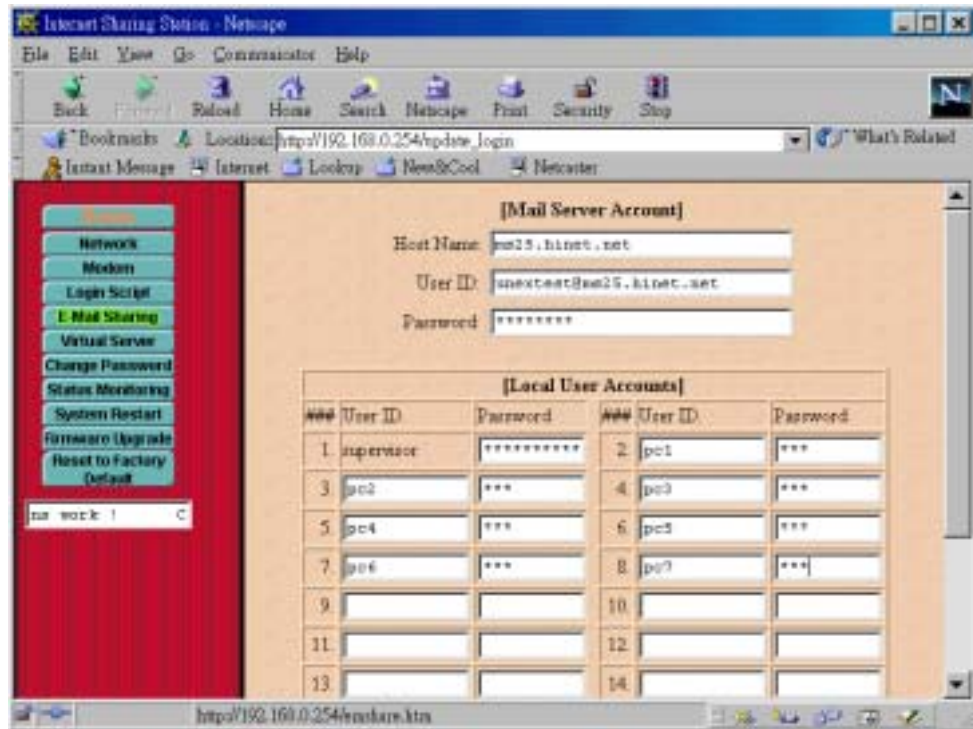 Internet Sharing Station - Netscape
File Edit View Go Communicator Help
Back Forward Reload Home Search Netscape Print Security Stop
Bookmarks Location: http://192.168.0.254/update_login What's Related
Instant Message Internet Lookup New&Cool Netcaster
Network
Modem
Login Script
E-Mail Sharing
Virtual Server
Change Password
Status Monitoring
System Restart
Firmware Upgrade
Reset to Factory
Default
ns work ! C
[Mail Server Account]
Host Name: ms25.hinet.net
User ID: unextest@ms25.hinet.net
Password: ********
[Local User Accounts]
### User ID: Password ### User ID: Password
1. supervisor ********** 2. pc1 ***
3. pc2 *** 4. pc3 ***
5. pc4 *** 6. pc5 ***
7. pc6 *** 8. pc7 ***
9. 10.
11. 12.
13. 14.
http://192.168.0.254/emshare.htm